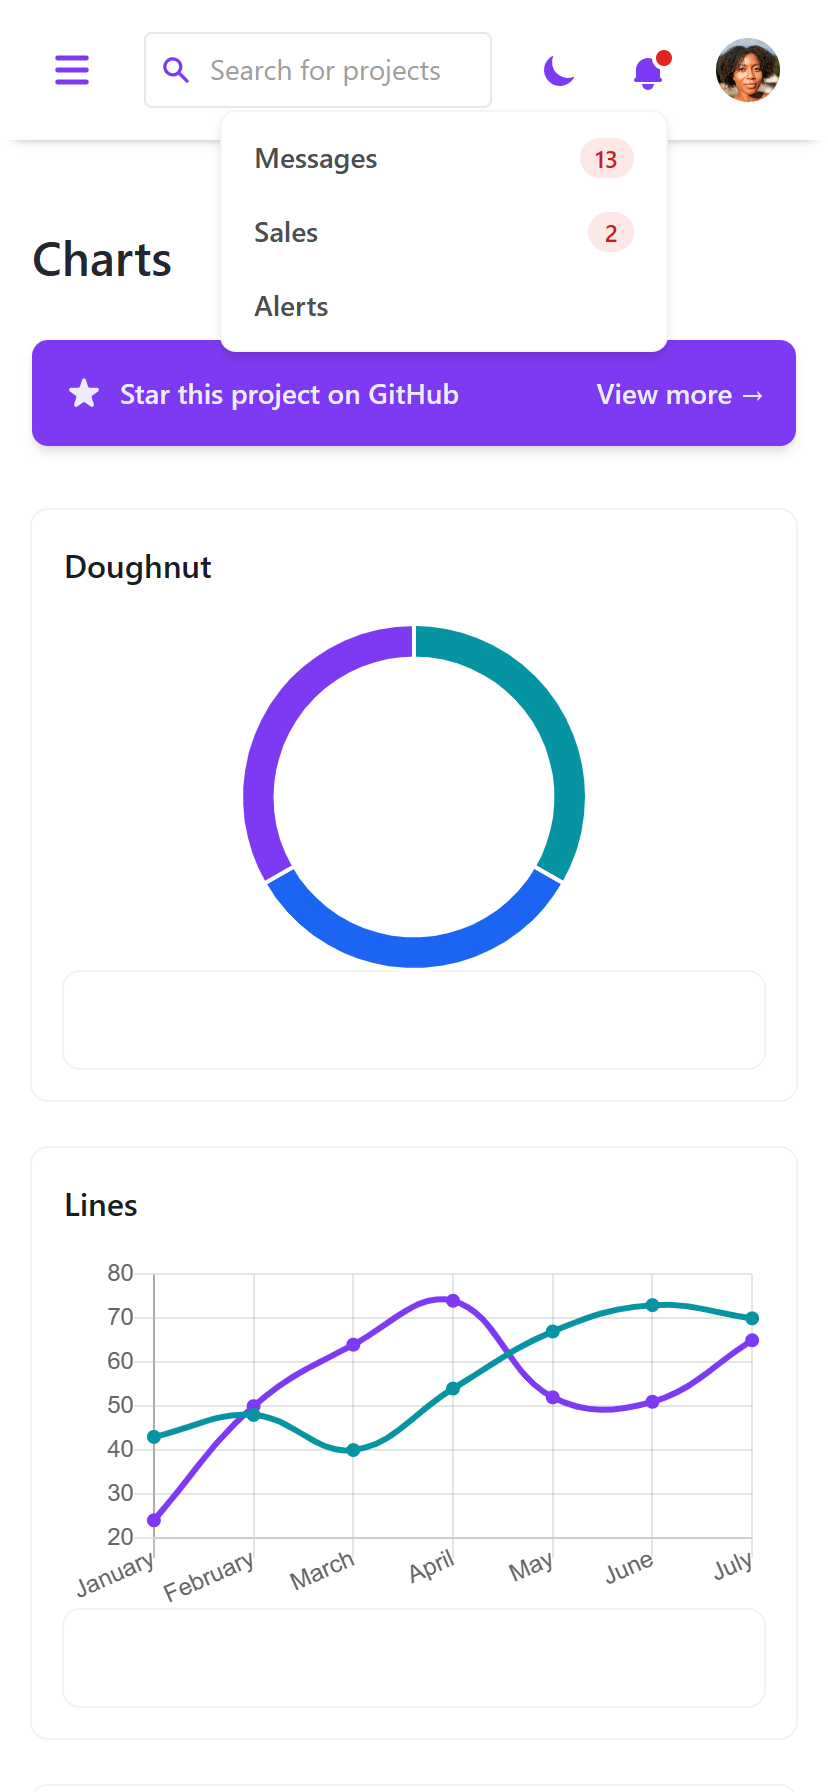 Search for projects
Messages 13
Sales 2
Alerts
Charts
Star this project on GitHub View more →
Doughnut
Lines
80
70
60
50
40
30
20
January February March April May June July